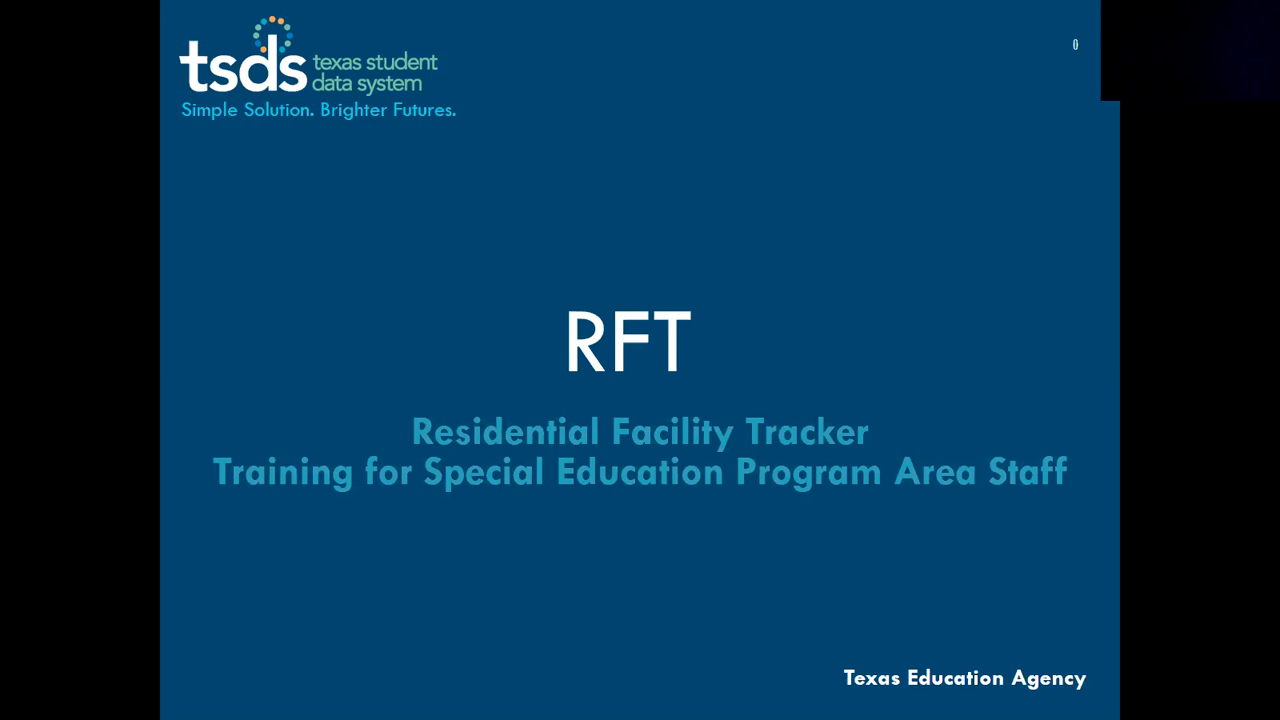 tsds texas student
data system
Simple Solution. Brighter Futures.
0
RFT
Residential Facility Tracker
Training for Special Education Program Area Staff
Texas Education Agency